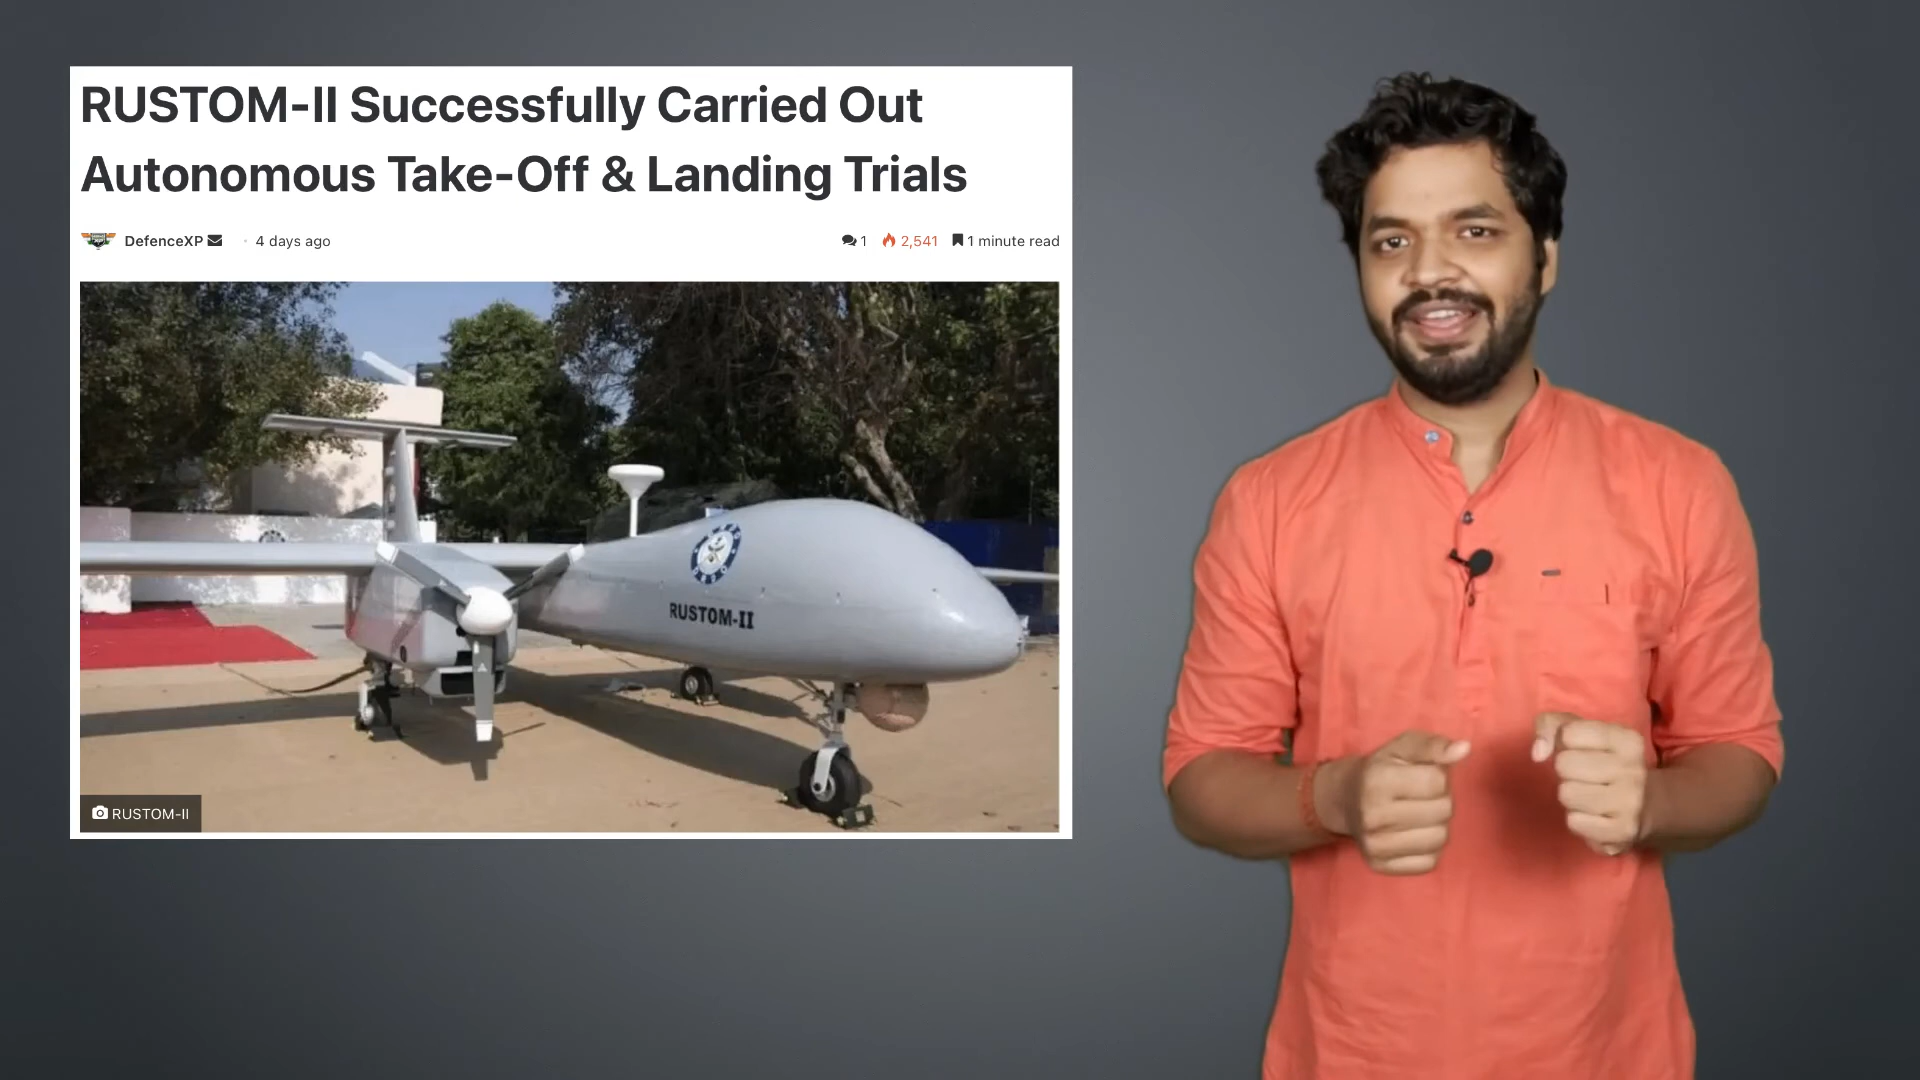 RUSTOM-II Successfully Carried Out
Autonomous Take-Off & Landing Trials
DefenceXP
4 days ago
1
2,541
1 minute read
DRDO
RUSTOM-II
RUSTOM-II